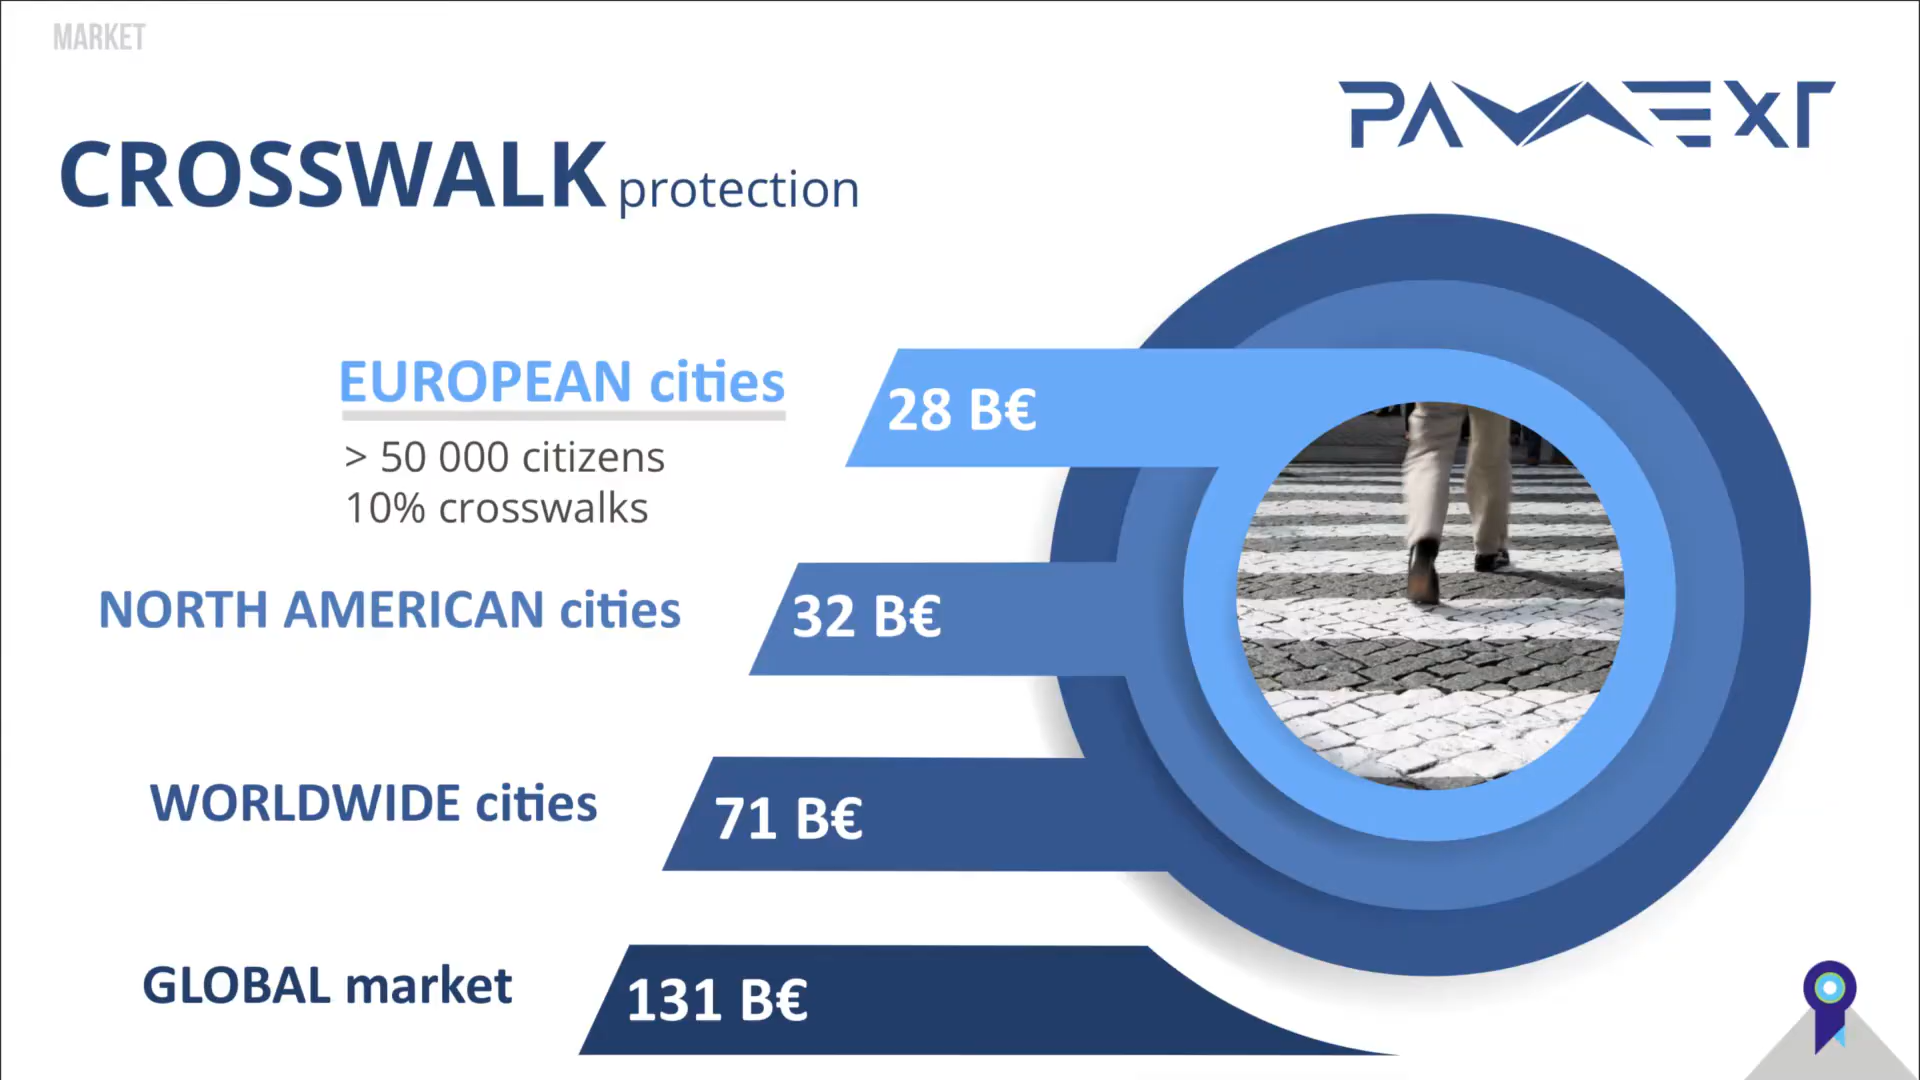 MARKET
PAVNEXT
CROSSWALK protection
EUROPEAN cities
28 B€
> 50 000 citizens
10% crosswalks
NORTH AMERICAN cities
32 B€
WORLDWIDE cities
71 B€
GLOBAL market
131 B€